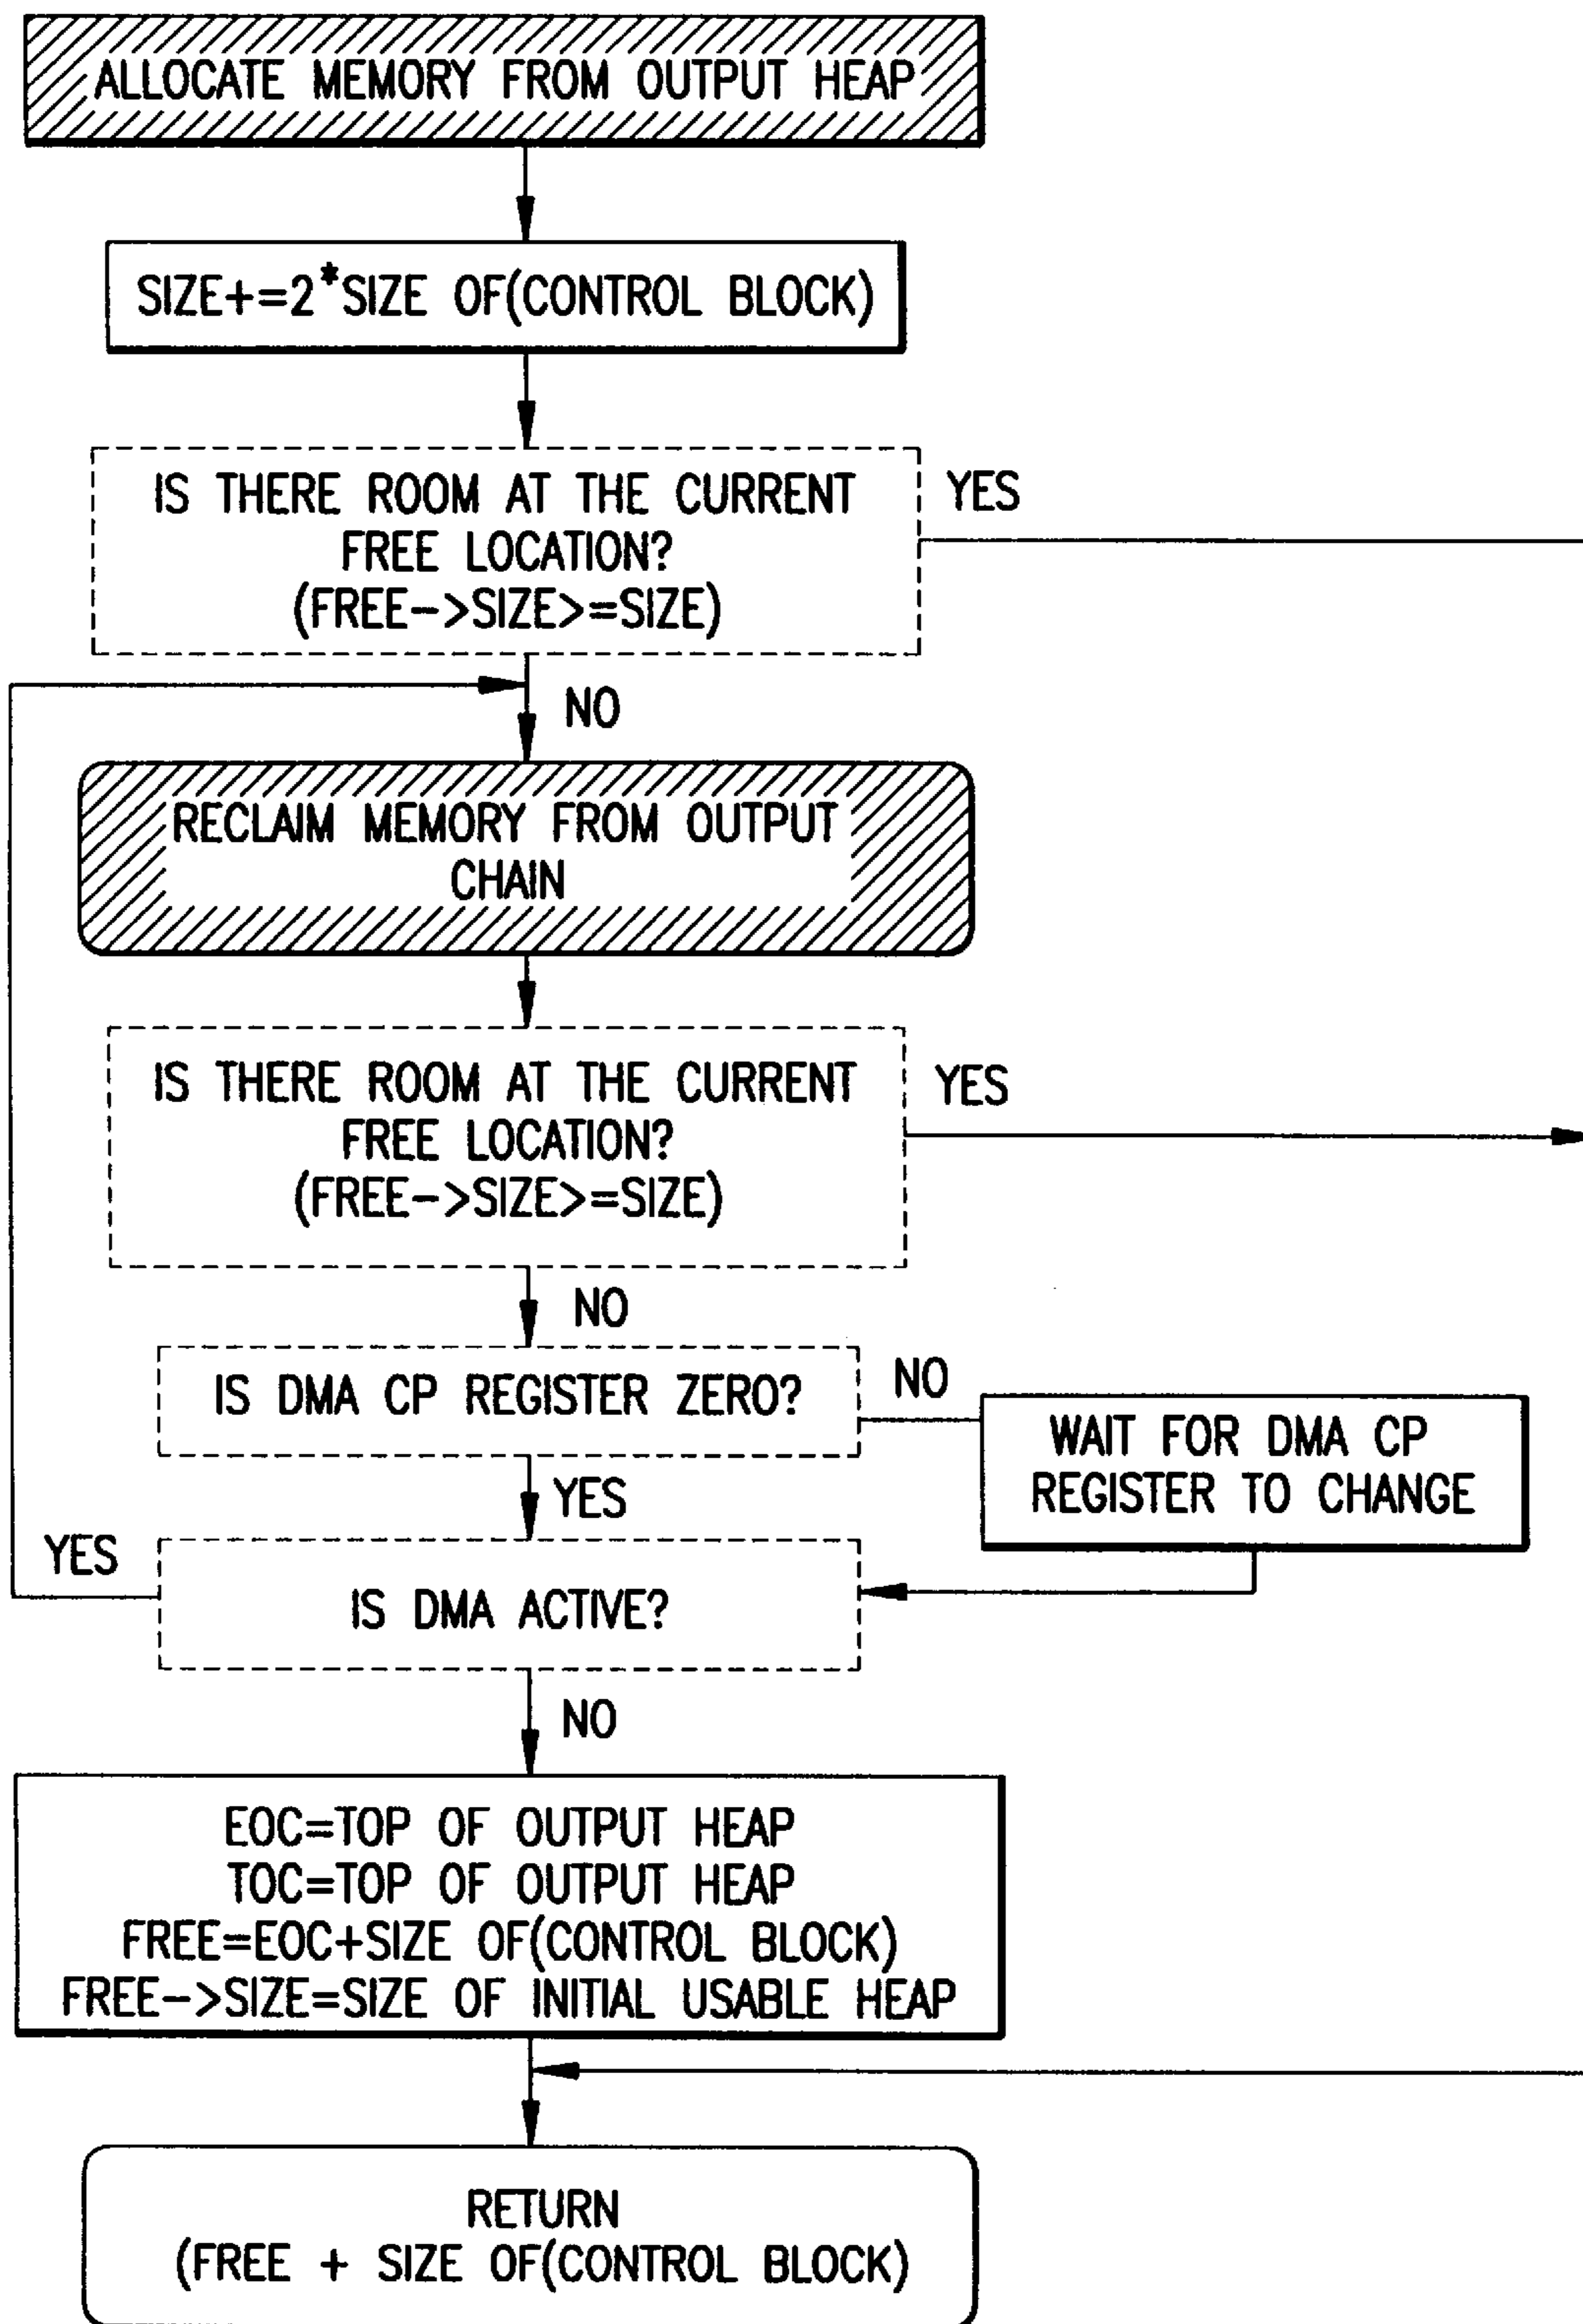 ALLOCATE MEMORY FROM OUTPUT HEAP
SIZE+=2*SIZE OF(CONTROL BLOCK)
IS THERE ROOM AT THE CURRENT
FREE LOCATION?
(FREE->SIZE>=SIZE)
YES
NO
RECLAIM MEMORY FROM OUTPUT
CHAIN
IS THERE ROOM AT THE CURRENT
FREE LOCATION?
(FREE->SIZE>=SIZE)
YES
NO
IS DMA CP REGISTER ZERO?
NO
WAIT FOR DMA CP
REGISTER TO CHANGE
YES
YES
IS DMA ACTIVE?
NO
EOC=TOP OF OUTPUT HEAP
TOC=TOP OF OUTPUT HEAP
FREE=EOC+SIZE OF(CONTROL BLOCK)
FREE->SIZE=SIZE OF INITIAL USABLE HEAP
RETURN
(FREE + SIZE OF(CONTROL BLOCK)